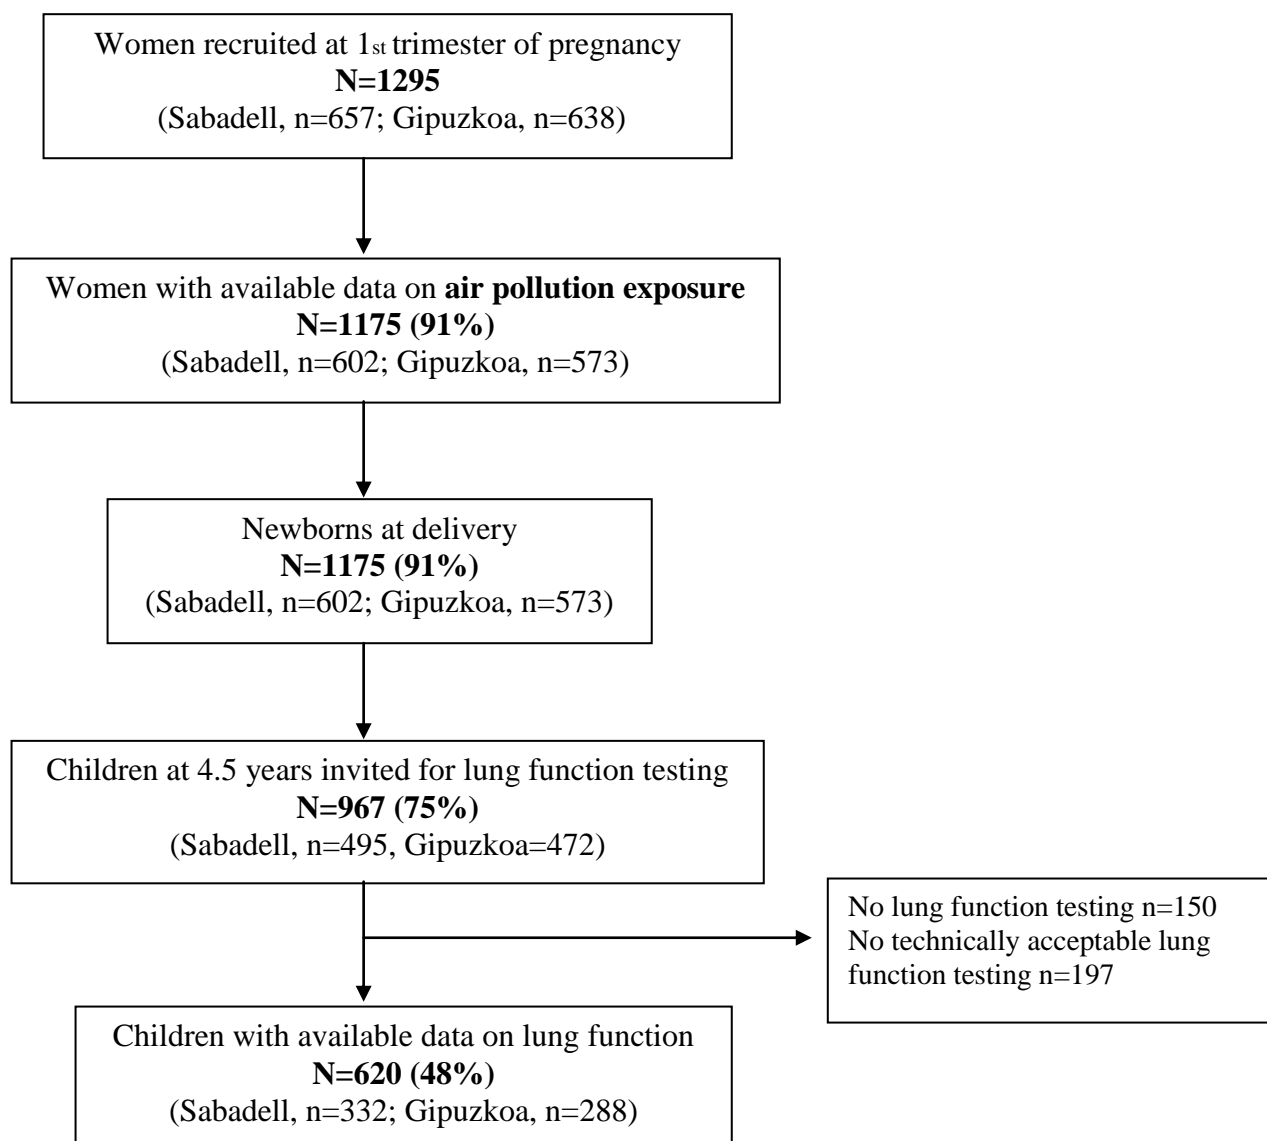 Women recruited at 1st trimester of pregnancy
N=1295
(Sabadell, n=657; Gipuzkoa, n=638)
Women with available data on air pollution exposure
N=1175 (91%)
(Sabadell, n=602; Gipuzkoa, n=573)
Newborns at delivery
N=1175 (91%)
(Sabadell, n=602; Gipuzkoa, n=573)
Children at 4.5 years invited for lung function testing
N=967 (75%)
(Sabadell, n=495, Gipuzkoa=472)
No lung function testing n=150
No technically acceptable lung
function testing n=197
Children with available data on lung function
N=620 (48%)
(Sabadell, n=332; Gipuzkoa, n=288)